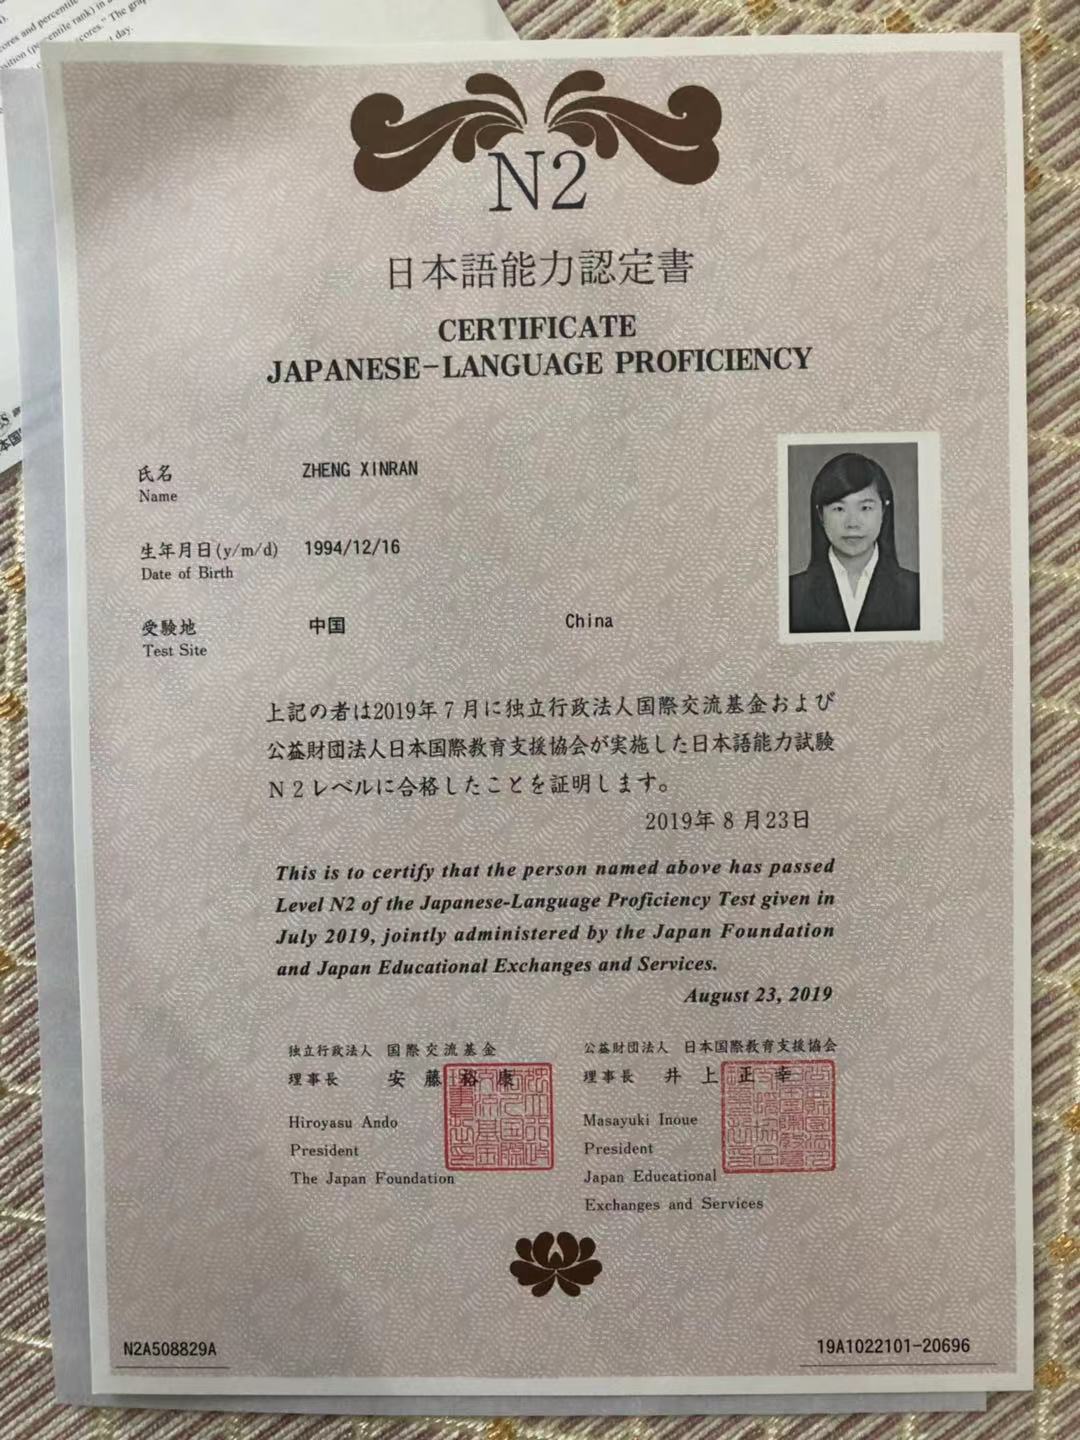 N2
日本語能力認定書
CERTIFICATE
JAPANESE-LANGUAGE PROFICIENCY
氏名 ZHENG XINRAN
Name
生年月日(y/m/d) 1994/12/16
Date of Birth
受験地 中国 China
Test Site
上記の者は2019年7月に独立行政法人国際交流基金および
公益財団法人日本国際教育支援協会が実施した日本語能力試験
N2レベルに合格したことを証明します。
2019年8月23日
This is to certify that the person named above has passed
Level N2 of the Japanese-Language Proficiency Test given in
July 2019, jointly administered by the Japan Foundation
and Japan Educational Exchanges and Services.
August 23, 2019
独立行政法人 国際交流基金
理事長 安藤裕康
Hiroyasu Ando
President
The Japan Foundation
公益財団法人 日本国際教育支援協会
理事長 井上正幸
Masayuki Inoue
President
Japan Educational
Exchanges and Services
N2A508829A
19A1022101-20696